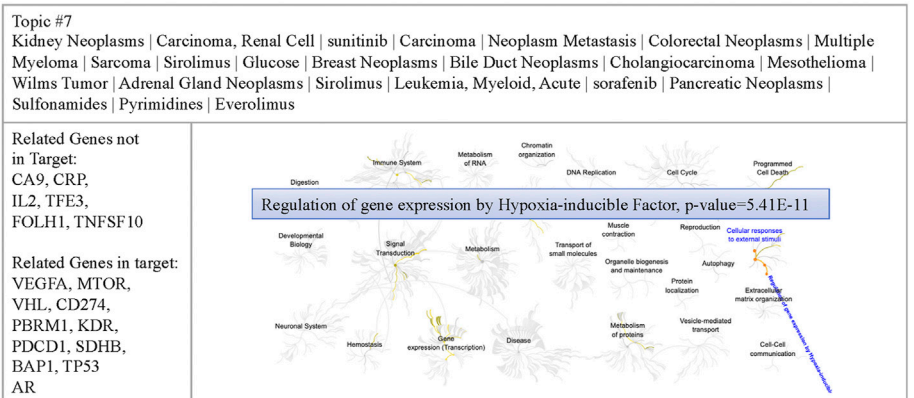 Topic #7
Kidney Neoplasms | Carcinoma, Renal Cell | sunitinib | Carcinoma | Neoplasm Metastasis | Colorectal Neoplasms | Multiple
Myeloma | Sarcoma | Sirolimus | Glucose | Breast Neoplasms | Bile Duct Neoplasms | Cholangiocarcinoma | Mesothelioma |
Wilms Tumor | Adrenal Gland Neoplasms | Sirolimus | Leukemia, Myeloid, Acute | sorafenib | Pancreatic Neoplasms |
Sulfonamides | Pyrimidines | Everolimus
Related Genes not
in Target:
CA9, CRP,
IL2, TFE3,
FOLH1, TNFSF10
Related Genes in target:
VEGFA, MTOR,
VHL, CD274,
PBRM1, KDR,
PDCD1, SDHB,
BAP1, TP53
AR
Chromatin
organization
Immune System
Metabolism
of RNA
DNA Replication
Cell Cycle
Programmed
Cell Death
Digestion
Regulation of gene expression by Hypoxia-inducible Factor, p-value=5.41E-11
Developmental
Biology
Signal
Transduction
Metabolism
Transport of
small molecules
Muscle
contraction
Reproduction
Cellular responses
to external stimuli
Organelle biogenesis
and maintenance
Autophagy
Protein
localization
Extracellular
matrix organization
Regulation of gene expression by Hypoxia-inducibl
Neuronal System
Hemostasis
Gene
expression (Transcription)
Disease
Metabolism
of proteins
Vesicle-mediated
transport
Cell-Cell
communication